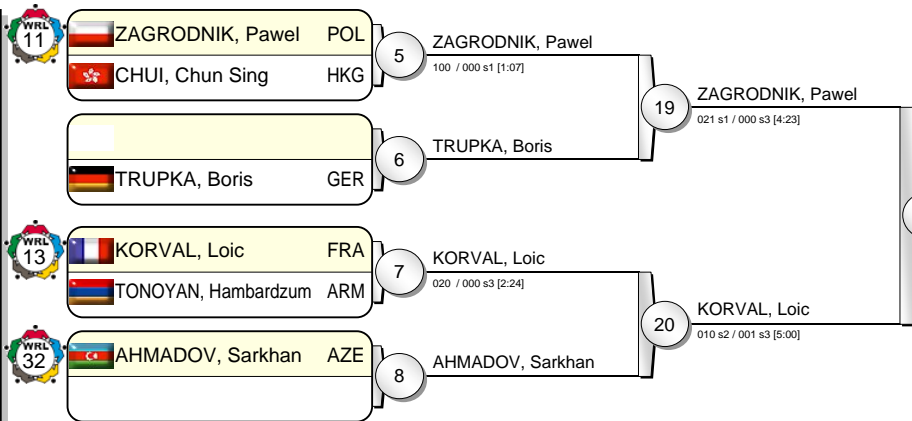 WRL
11
ZAGRODNIK, Pawel POL
CHUI, Chun Sing HKG
5
ZAGRODNIK, Pawel
100 / 000 s1 [1:07]
TRUPKA, Boris GER
6
TRUPKA, Boris
19
ZAGRODNIK, Pawel
021 s1 / 000 s3 [4:23]
WRL
13
KORVAL, Loic FRA
TONOYAN, Hambardzum ARM
7
KORVAL, Loic
020 / 000 s3 [2:24]
WRL
32
AHMADOV, Sarkhan AZE
8
AHMADOV, Sarkhan
20
KORVAL, Loic
010 s2 / 001 s3 [5:00]